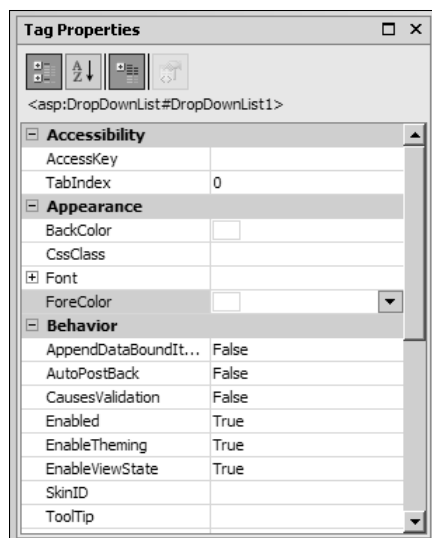 Tag Properties
A Z
<asp:DropDownList#DropDownList1>
Accessibility
AccessKey
TabIndex 0
Appearance
BackColor
CssClass
Font
ForeColor
Behavior
AppendDataBoundIt... False
AutoPostBack False
CausesValidation False
Enabled True
EnableTheming True
EnableViewState True
SkinID
ToolTip